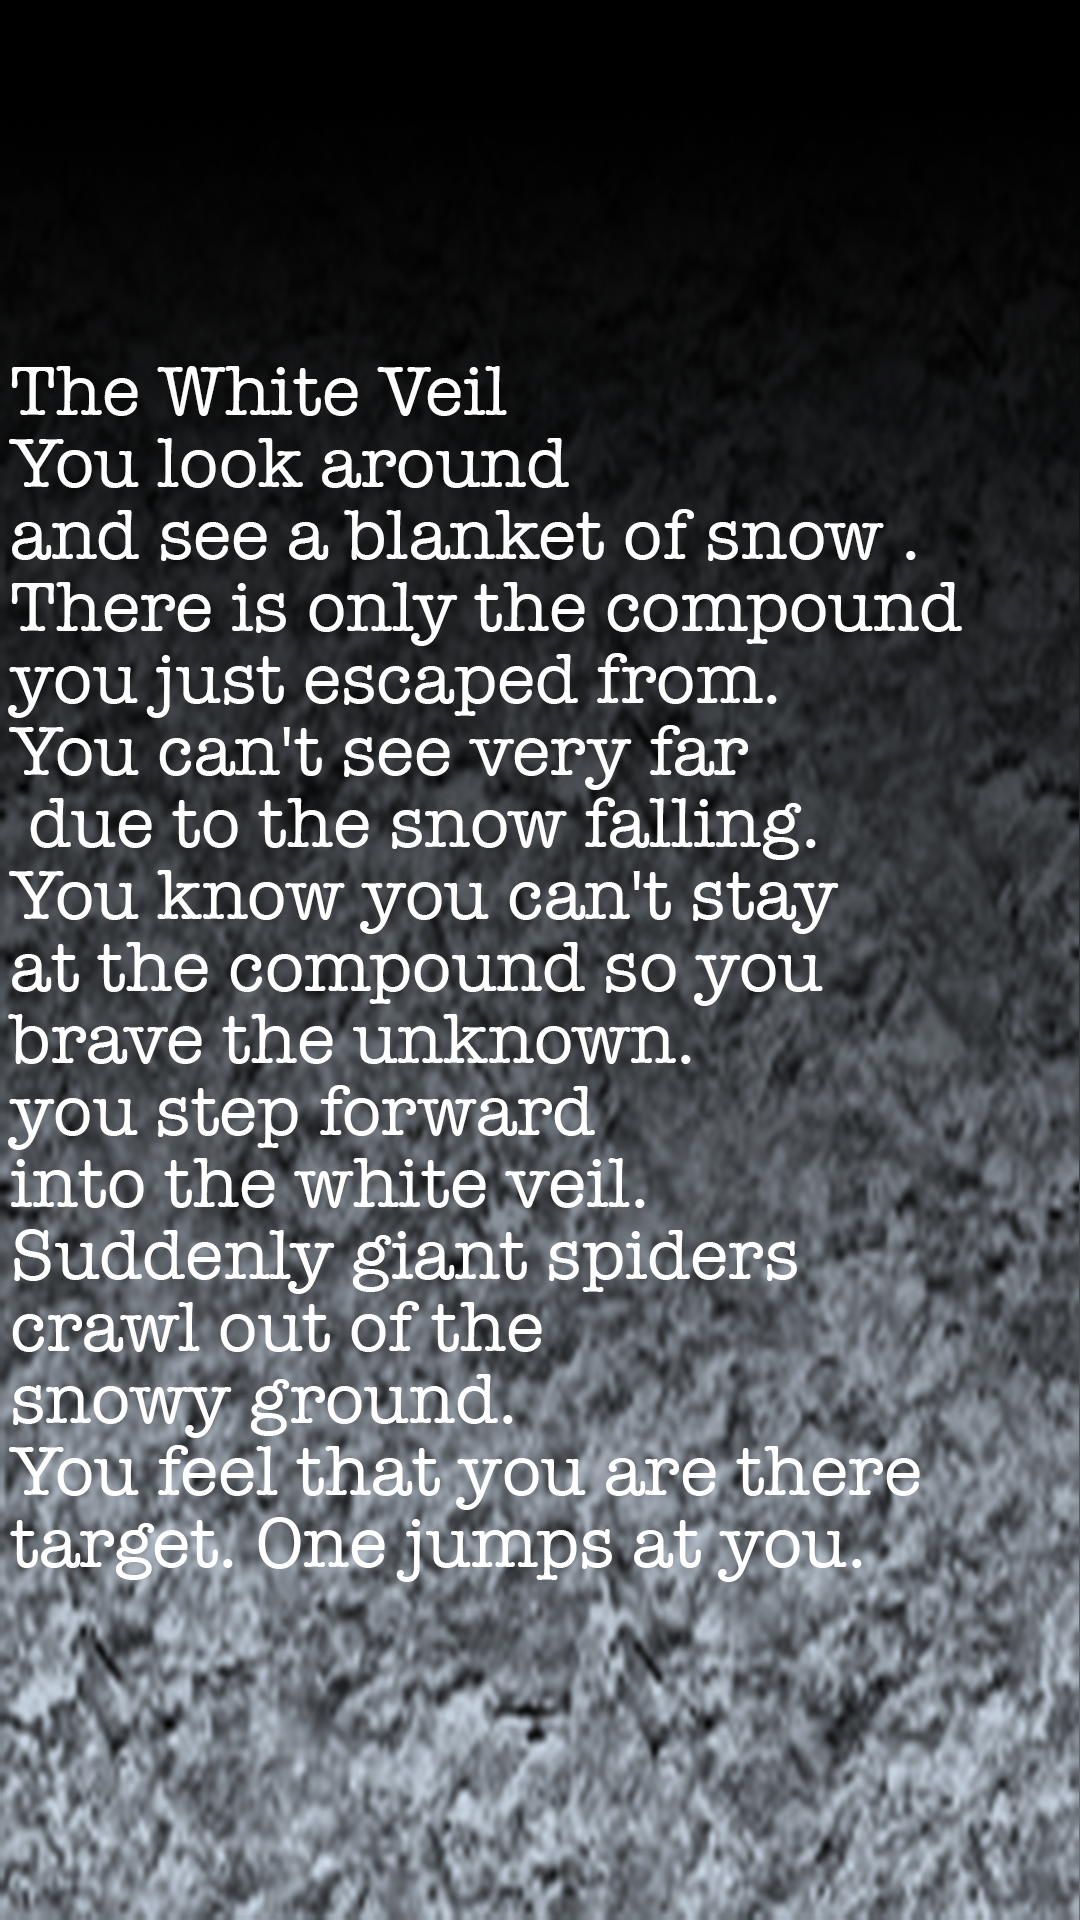 The White Veil
You look around
and see a blanket of snow .
There is only the compound
you just escaped from.
You can't see very far
due to the snow falling.
You know you can't stay
at the compound so you
brave the unknown.
you step forward
into the white veil.
Suddenly giant spiders
crawl out of the
snowy ground.
You feel that you are there
target. One jumps at you.